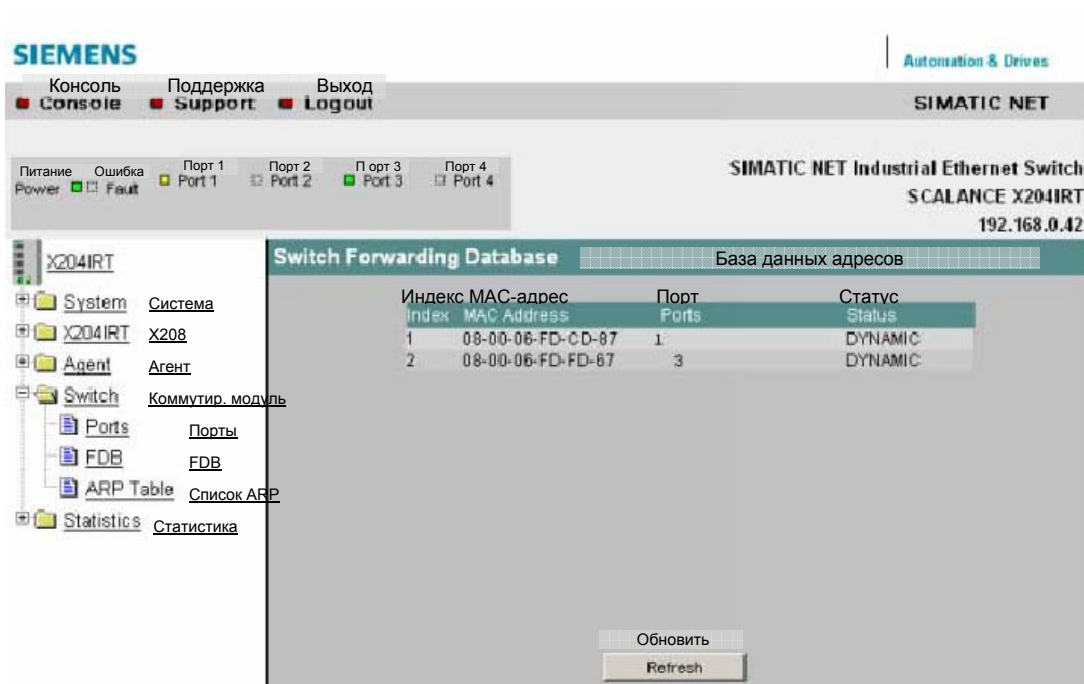 SIEMENS
Automation & Drives
Консоль Поддержка Выход
Console Support Logout
SIMATIC NET
Питание Ошибка Порт 1 Порт 2 П орт 3 Порт 4
Power Fault Port 1 Port 2 Port 3 Port 4
SIMATIC NET Industrial Ethernet Switch
SCALANCE X204IRT
192.168.0.42
X204IRT
System Система
X204IRT X208
Agent Агент
Switch Коммутир. модуль
Ports Порты
FDB FDB
ARP Table Список ARP
Statistics Статистика
Switch Forwarding Database База данных адресов
Индекс MAC-адрес Порт Статус
Index MAC Address Ports Status
1 08-00-06-FD-CD-87 1 DYNAMIC
2 08-00-06-FD-FD-67 3 DYNAMIC
Обновить
Refresh